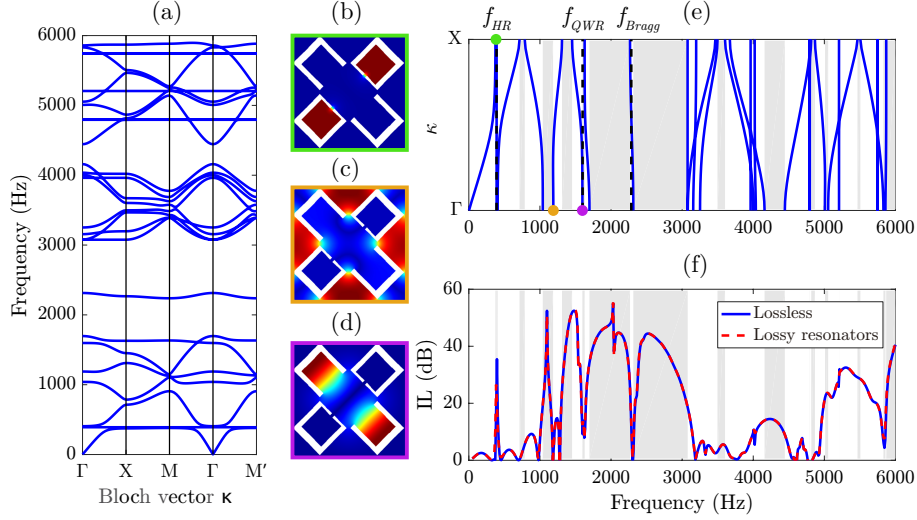 (a)
6000
5000
4000
3000
2000
1000
0
Frequency (Hz)
Γ X M Γ M′
Bloch vector κ
(b)
(c)
(d)
(e)
f_HR f_QWR f_Bragg
X
κ
Γ
0 1000 2000 3000 4000 5000 6000
(f)
60
40
20
0
IL (dB)
Lossless
Lossy resonators
0 1000 2000 3000 4000 5000 6000
Frequency (Hz)